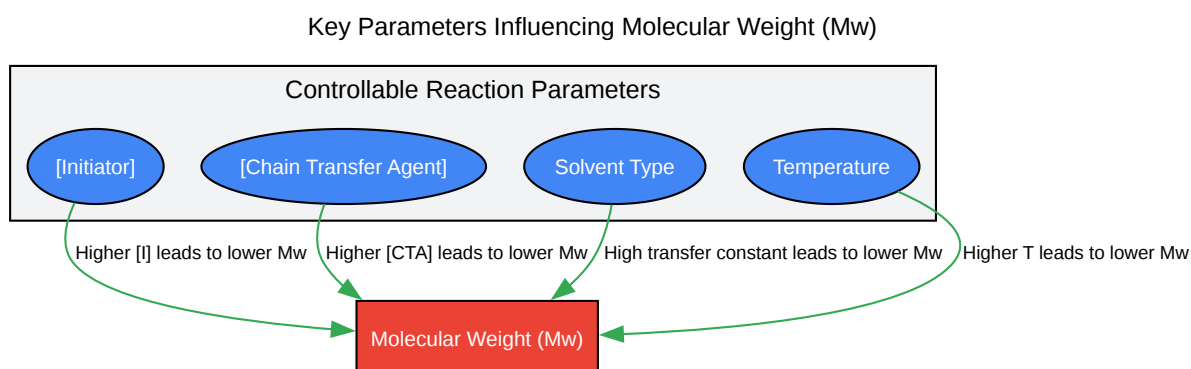 Key Parameters Influencing Molecular Weight (Mw)
Controllable Reaction Parameters
[Initiator]
[Chain Transfer Agent]
Solvent Type
Temperature
Higher [I] leads to lower Mw
Higher [CTA] leads to lower Mw
High transfer constant leads to lower Mw
Higher T leads to lower Mw
Molecular Weight (Mw)